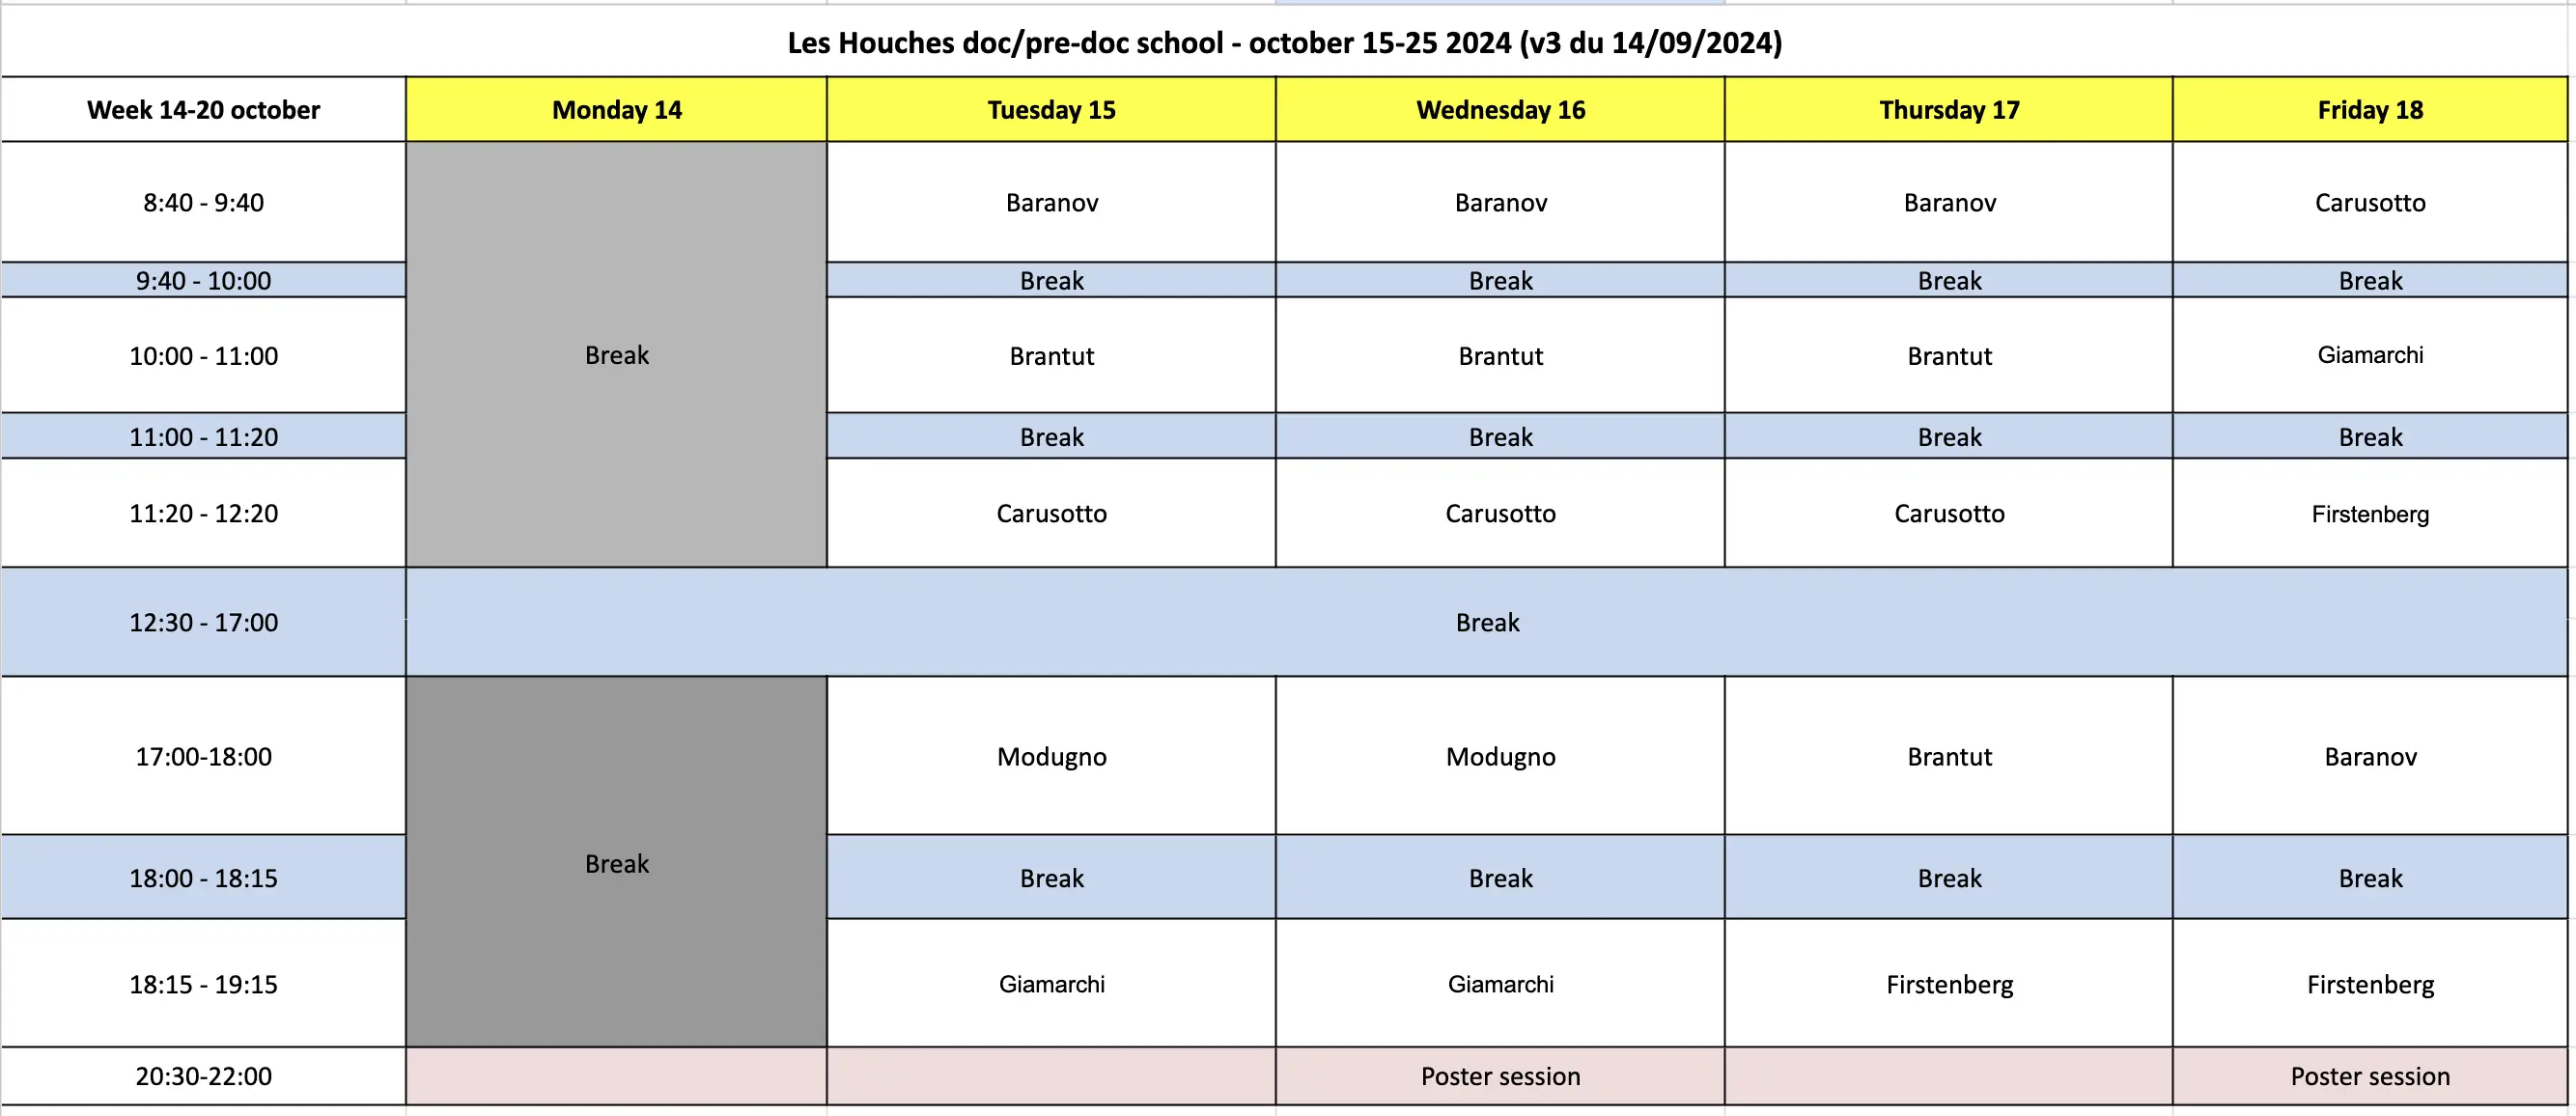 Les Houches doc/pre-doc school - october 15-25 2024 (v3 du 14/09/2024)
Week 14-20 october Monday 14 Tuesday 15 Wednesday 16 Thursday 17 Friday 18
8:40 - 9:40 Baranov Baranov Baranov Carusotto
9:40 - 10:00 Break Break Break Break
10:00 - 11:00 Break Brantut Brantut Brantut Giamarchi
11:00 - 11:20 Break Break Break Break
11:20 - 12:20 Carusotto Carusotto Carusotto Firstenberg
12:30 - 17:00 Break
17:00-18:00 Modugno Modugno Brantut Baranov
Break
18:00 - 18:15 Break Break Break Break
18:15 - 19:15 Giamarchi Giamarchi Firstenberg Firstenberg
20:30-22:00 Poster session Poster session